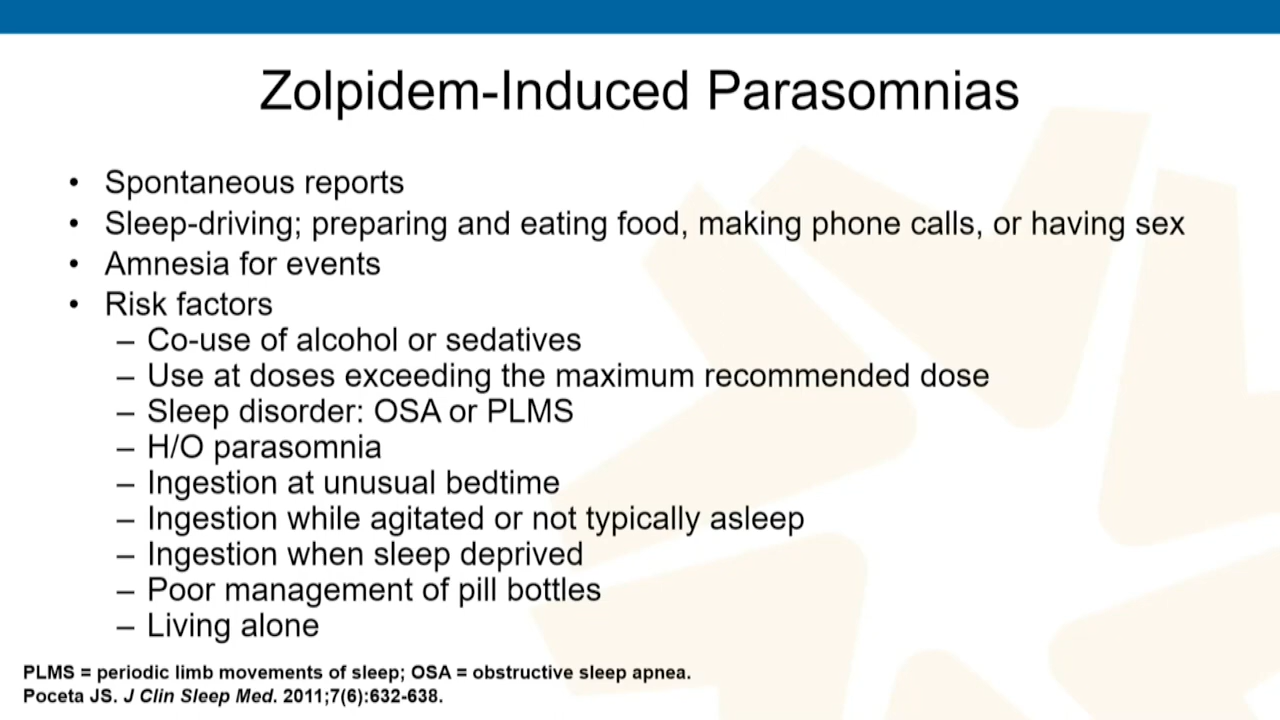 Zolpidem-Induced Parasomnias
• Spontaneous reports
• Sleep-driving; preparing and eating food, making phone calls, or having sex
• Amnesia for events
• Risk factors
– Co-use of alcohol or sedatives
– Use at doses exceeding the maximum recommended dose
– Sleep disorder: OSA or PLMS
– H/O parasomnia
– Ingestion at unusual bedtime
– Ingestion while agitated or not typically asleep
– Ingestion when sleep deprived
– Poor management of pill bottles
– Living alone
PLMS = periodic limb movements of sleep; OSA = obstructive sleep apnea.
Poceta JS. J Clin Sleep Med. 2011;7(6):632-638.